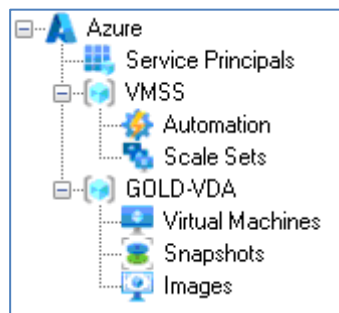 Azure
Service Principals
VMSS
Automation
Scale Sets
GOLD-VDA
Virtual Machines
Snapshots
Images